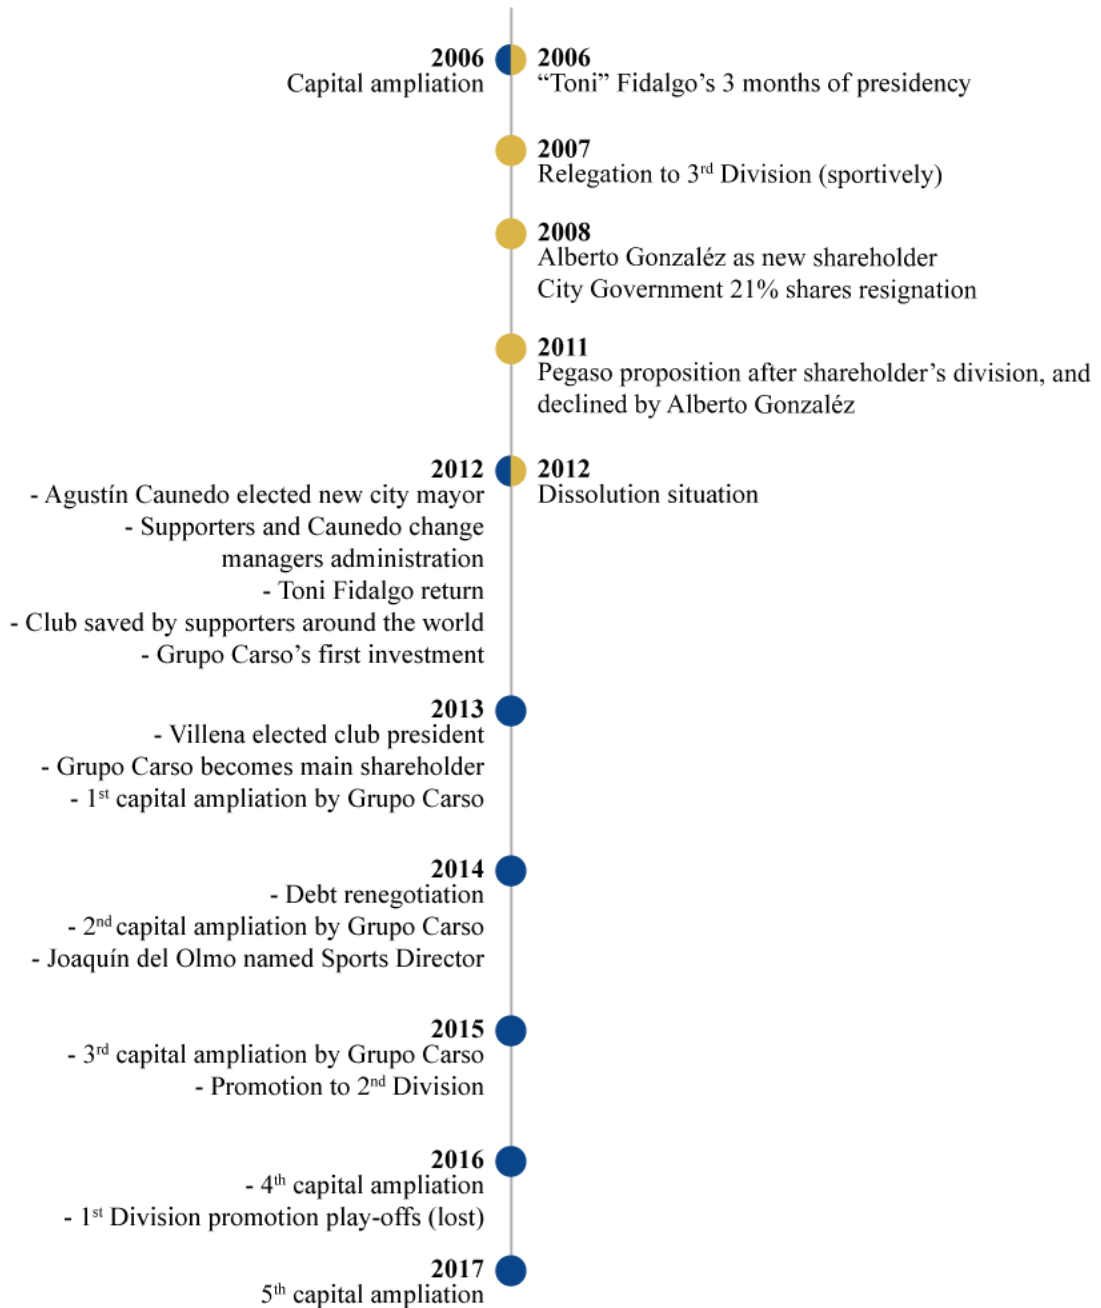 2006
Capital ampliation
2006
“Toni” Fidalgo’s 3 months of presidency
2007
Relegation to 3rd Division (sportively)
2008
Alberto Gonzaléz as new shareholder
City Government 21% shares resignation
2011
Pegaso proposition after shareholder’s division, and
declined by Alberto Gonzaléz
2012
- Agustín Caunedo elected new city mayor
- Supporters and Caunedo change
managers administration
- Toni Fidalgo return
- Club saved by supporters around the world
- Grupo Carso’s first investment
2012
Dissolution situation
2013
- Villena elected club president
- Grupo Carso becomes main shareholder
- 1st capital ampliation by Grupo Carso
2014
- Debt renegotiation
- 2nd capital ampliation by Grupo Carso
- Joaquín del Olmo named Sports Director
2015
- 3rd capital ampliation by Grupo Carso
- Promotion to 2nd Division
2016
- 4th capital ampliation
- 1st Division promotion play-offs (lost)
2017
5th capital ampliation